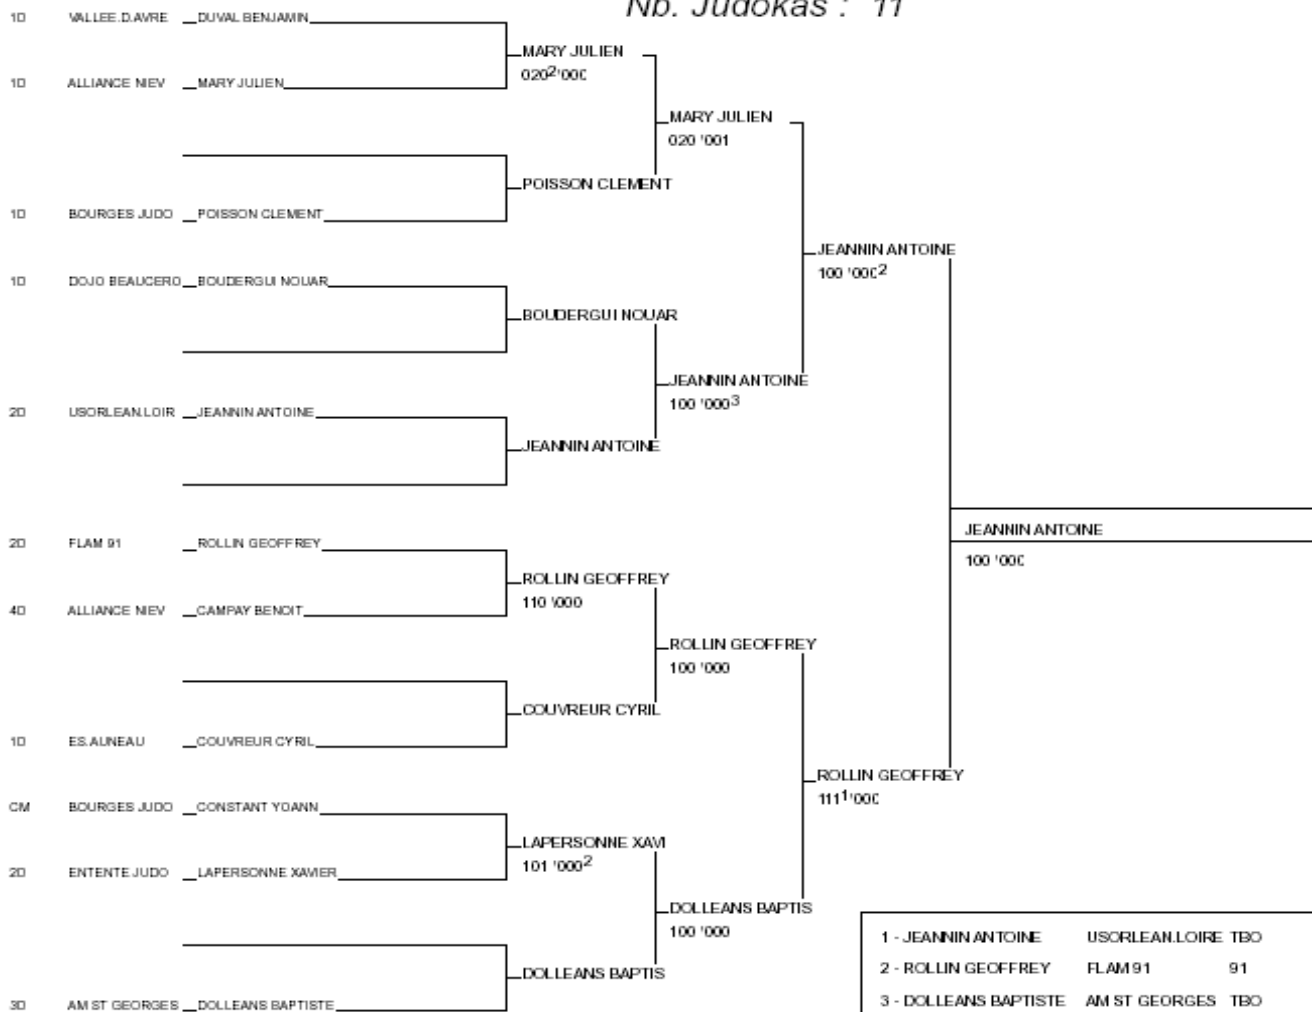 Nb. Judokas : 11
1D VALLEE.D.AVRE DUVAL BENJAMIN
MARY JULIEN
020²'000
1D ALLIANCE NIEV MARY JULIEN
MARY JULIEN
020 '001
POISSON CLEMENT
1D BOURGES JUDO POISSON CLEMENT
JEANNIN ANTOINE
100 '000²
1D DOJO BEAUCERO BOUDERGUI NOUAR
BOUDERGUI NOUAR
JEANNIN ANTOINE
100 '000³
2D USORLEAN.LOIR JEANNIN ANTOINE
JEANNIN ANTOINE
JEANNIN ANTOINE
100 '000
2D FLAM 91 ROLLIN GEOFFREY
ROLLIN GEOFFREY
110 '000
4D ALLIANCE NIEV CAMPAY BENOIT
ROLLIN GEOFFREY
100 '000
COUVREUR CYRIL
1D ES.AUNEAU COUVREUR CYRIL
ROLLIN GEOFFREY
111¹'000
CM BOURGES JUDO CONSTANT YOANN
LAPERSONNE XAVI
101 '000²
2D ENTENTE JUDO LAPERSONNE XAVIER
DOLLEANS BAPTIS
100 '000
DOLLEANS BAPTIS
3D AM ST GEORGES DOLLEANS BAPTISTE
1 - JEANNIN ANTOINE USORLEAN.LOIRE TBO
2 - ROLLIN GEOFFREY FLAM 91 91
3 - DOLLEANS BAPTISTE AM ST GEORGES TBO